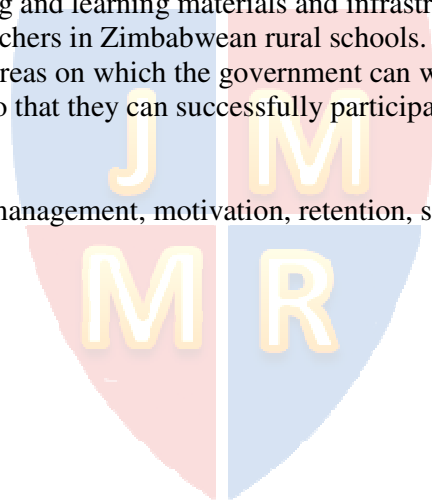 g and learning materials and infrastr
chers in Zimbabwean rural schools.
reas on which the government can w
o that they can successfully participa
J M
nanagement, motivation, retention, s
M R